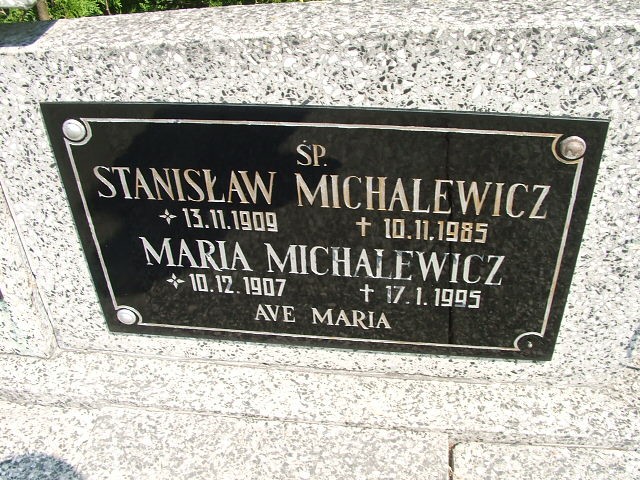 ŚP.
STANISŁAW MICHALEWICZ
13.11.1909 † 10.11.1985
MARIA MICHALEWICZ
10.12.1907 † 17.1.1995
AVE MARIA